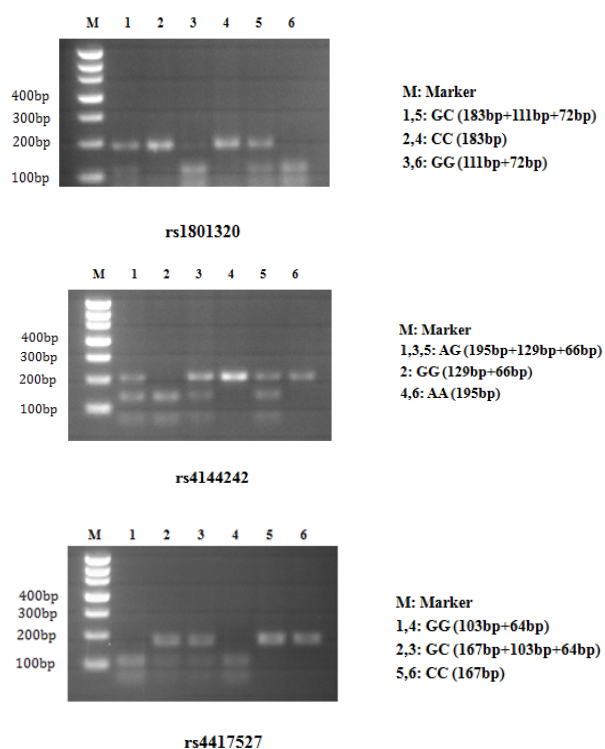 M 1 2 3 4 5 6
400bp
300bp
200bp
100bp
M: Marker
1,5: GC (183bp+111bp+72bp)
2,4: CC (183bp)
3,6: GG (111bp+72bp)
rs1801320
M 1 2 3 4 5 6
400bp
300bp
200bp
100bp
M: Marker
1,3,5: AG (195bp+129bp+66bp)
2: GG (129bp+66bp)
4,6: AA (195bp)
rs4144242
M 1 2 3 4 5 6
400bp
300bp
200bp
100bp
M: Marker
1,4: GG (103bp+64bp)
2,3: GC (167bp+103bp+64bp)
5,6: CC (167bp)
rs4417527